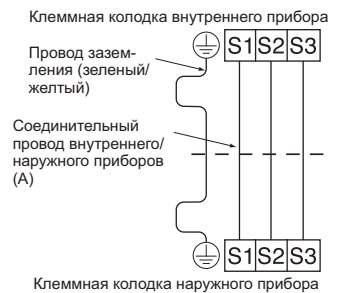 Клеммная колодка внутреннего прибора
Провод зазем-
ления (зеленый/
желтый)
S1 S2 S3
Соединительный
провод внутреннего/
наружного приборов
(A)
S1 S2 S3
Клеммная колодка наружного прибора